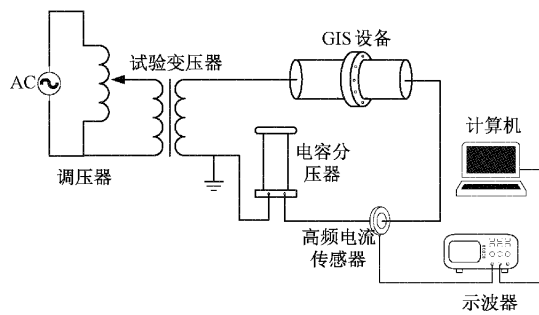 GIS 设备
试验变压器
AC
计算机
电容分
压器
调压器
高频电流
传感器
示波器